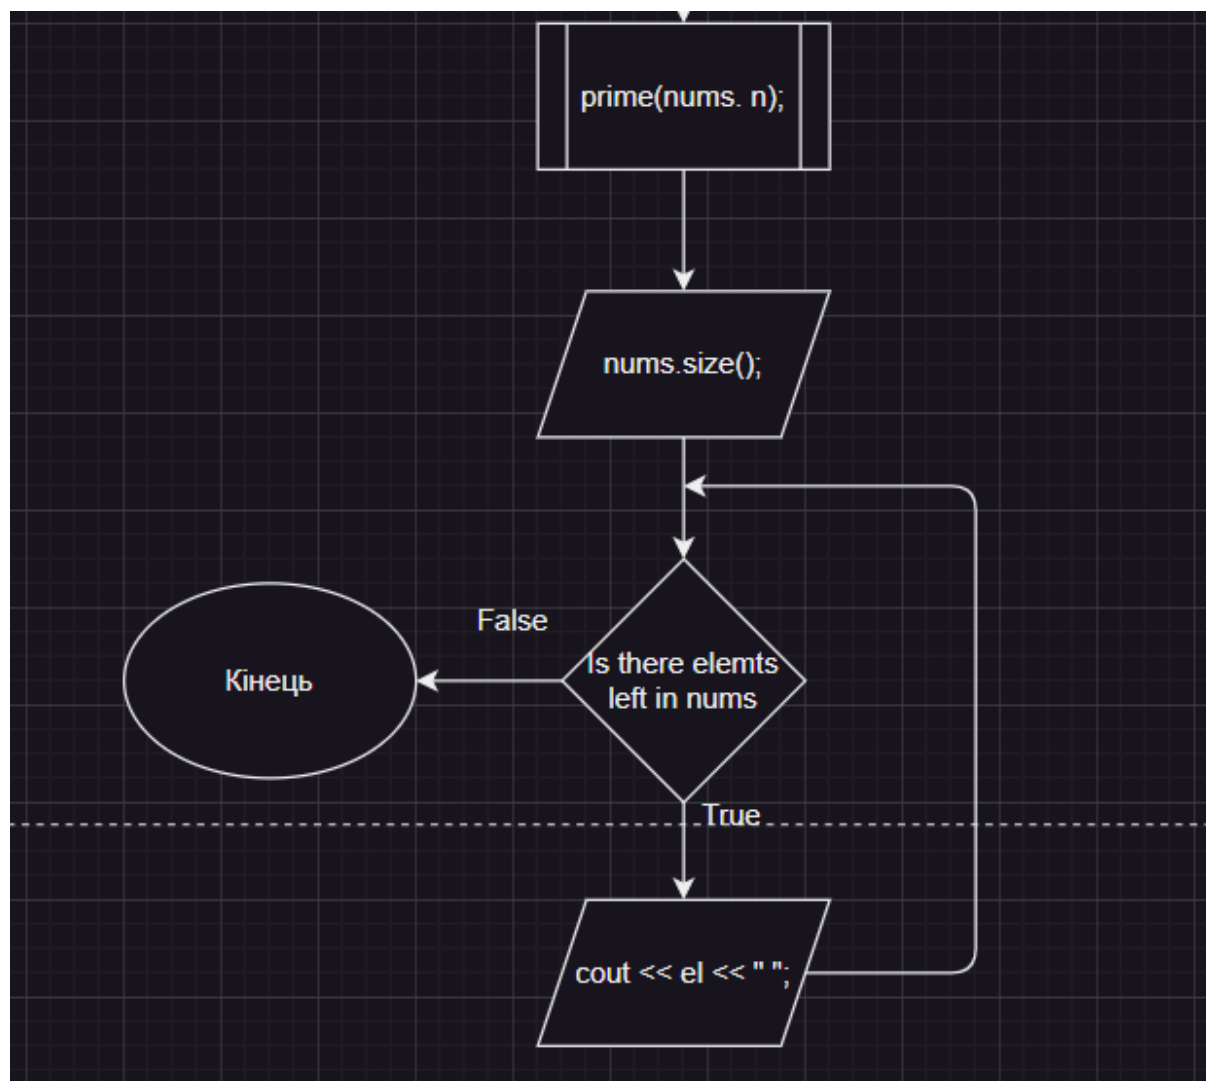 prime(nums. n);
nums.size();
False
Is there elemts
left in nums
Кінець
True
cout << el << " ";